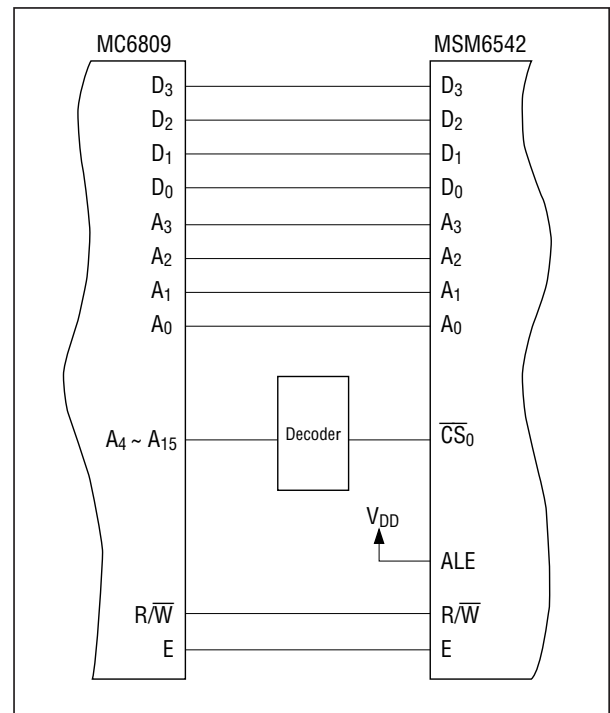 MC6809 MSM6542
D3 D3
D2 D2
D1 D1
D0 D0
A3 A3
A2 A2
A1 A1
A0 A0
A4 ~ A15 Decoder C̅S̅0
VDD
ALE
R/W̅ R/W̅
E E